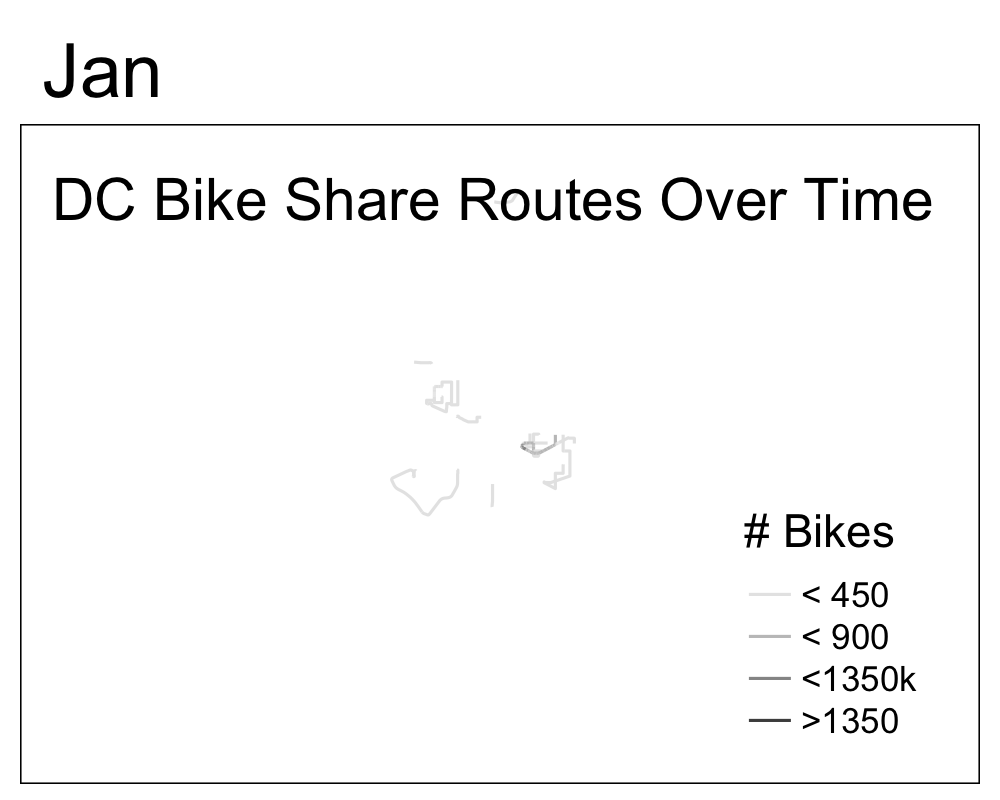 Jan
DC Bike Share Routes Over Time
# Bikes
< 450
< 900
<1350k
>1350